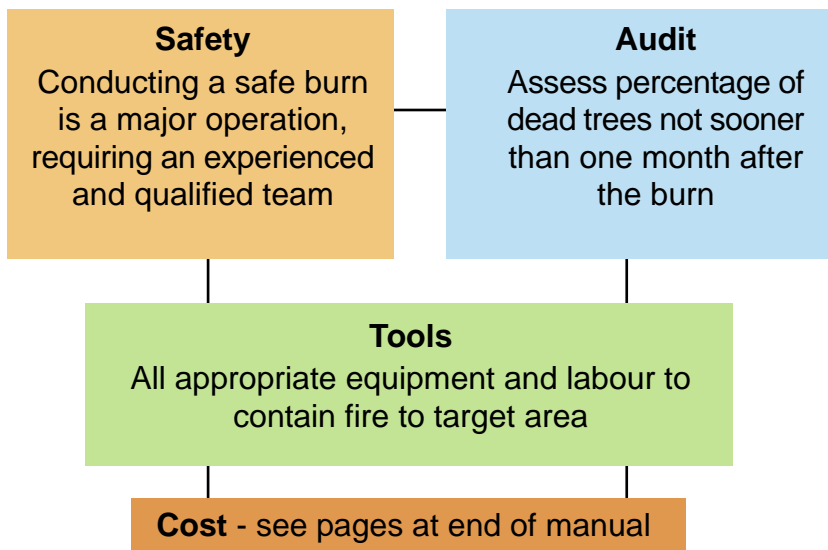 Safety
Conducting a safe burn
is a major operation,
requiring an experienced
and qualified team
Audit
Assess percentage of
dead trees not sooner
than one month after
the burn
Tools
All appropriate equipment and labour to
contain fire to target area
Cost - see pages at end of manual